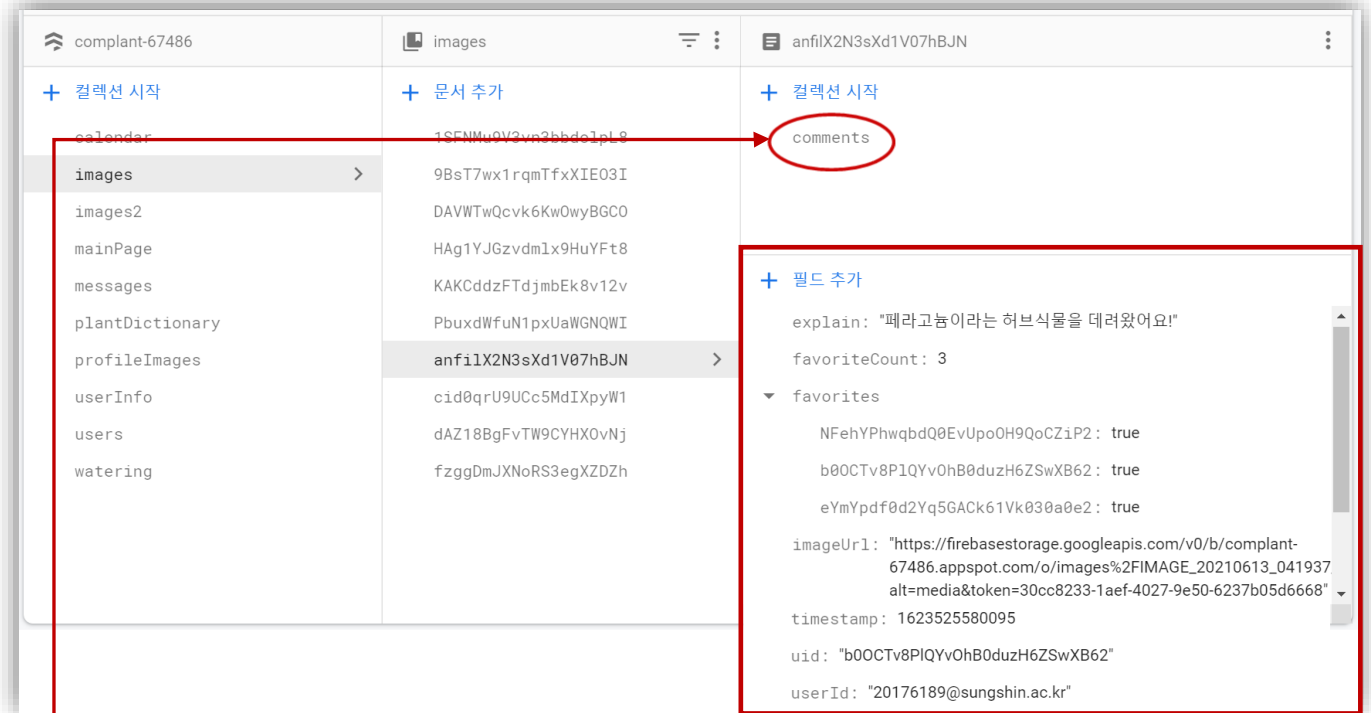 complant-67486
images
anfilX2N3sXd1V07hBJN
컬렉션 시작
문서 추가
컬렉션 시작
calendar
images
images2
mainPage
messages
plantDictionary
profileImages
userInfo
users
watering
9BsT7wx1rqmTfxXIEO3I
DAVWTwQcvk6KwOwyBGCO
HAg1YJGzvdmlx9HuYFt8
KAKCddzFTdjmbEk8v12v
PbuxdWfuN1pxUaWGNQWI
anfilX2N3sXd1V07hBJN
cid0qrU9UCc5MdIXpyW1
dAZ18BgFvTW9CYHXOvNj
fzggDmJXNoRS3egXZDZh
comments
필드 추가
explain: "페라고늄이라는 허브식물을 데려왔어요!"
favoriteCount: 3
favorites
NFehYPhwqbdQ0EvUpoOH9QoCZiP2: true
b0OCTv8PlQYvOhB0duzH6ZSwXB62: true
eYmYpdf0d2Yq5GACk61Vk030a0e2: true
imageUrl: "https://firebasestorage.googleapis.com/v0/b/complant-
67486.appspot.com/o/images%2FIMAGE_20210613_041937_
alt=media&token=30cc8233-1aef-4027-9e50-6237b05d6668"
timestamp: 1623525580095
uid: "b0OCTv8PlQYvOhB0duzH6ZSwXB62"
userId: "20176189@sungshin.ac.kr"